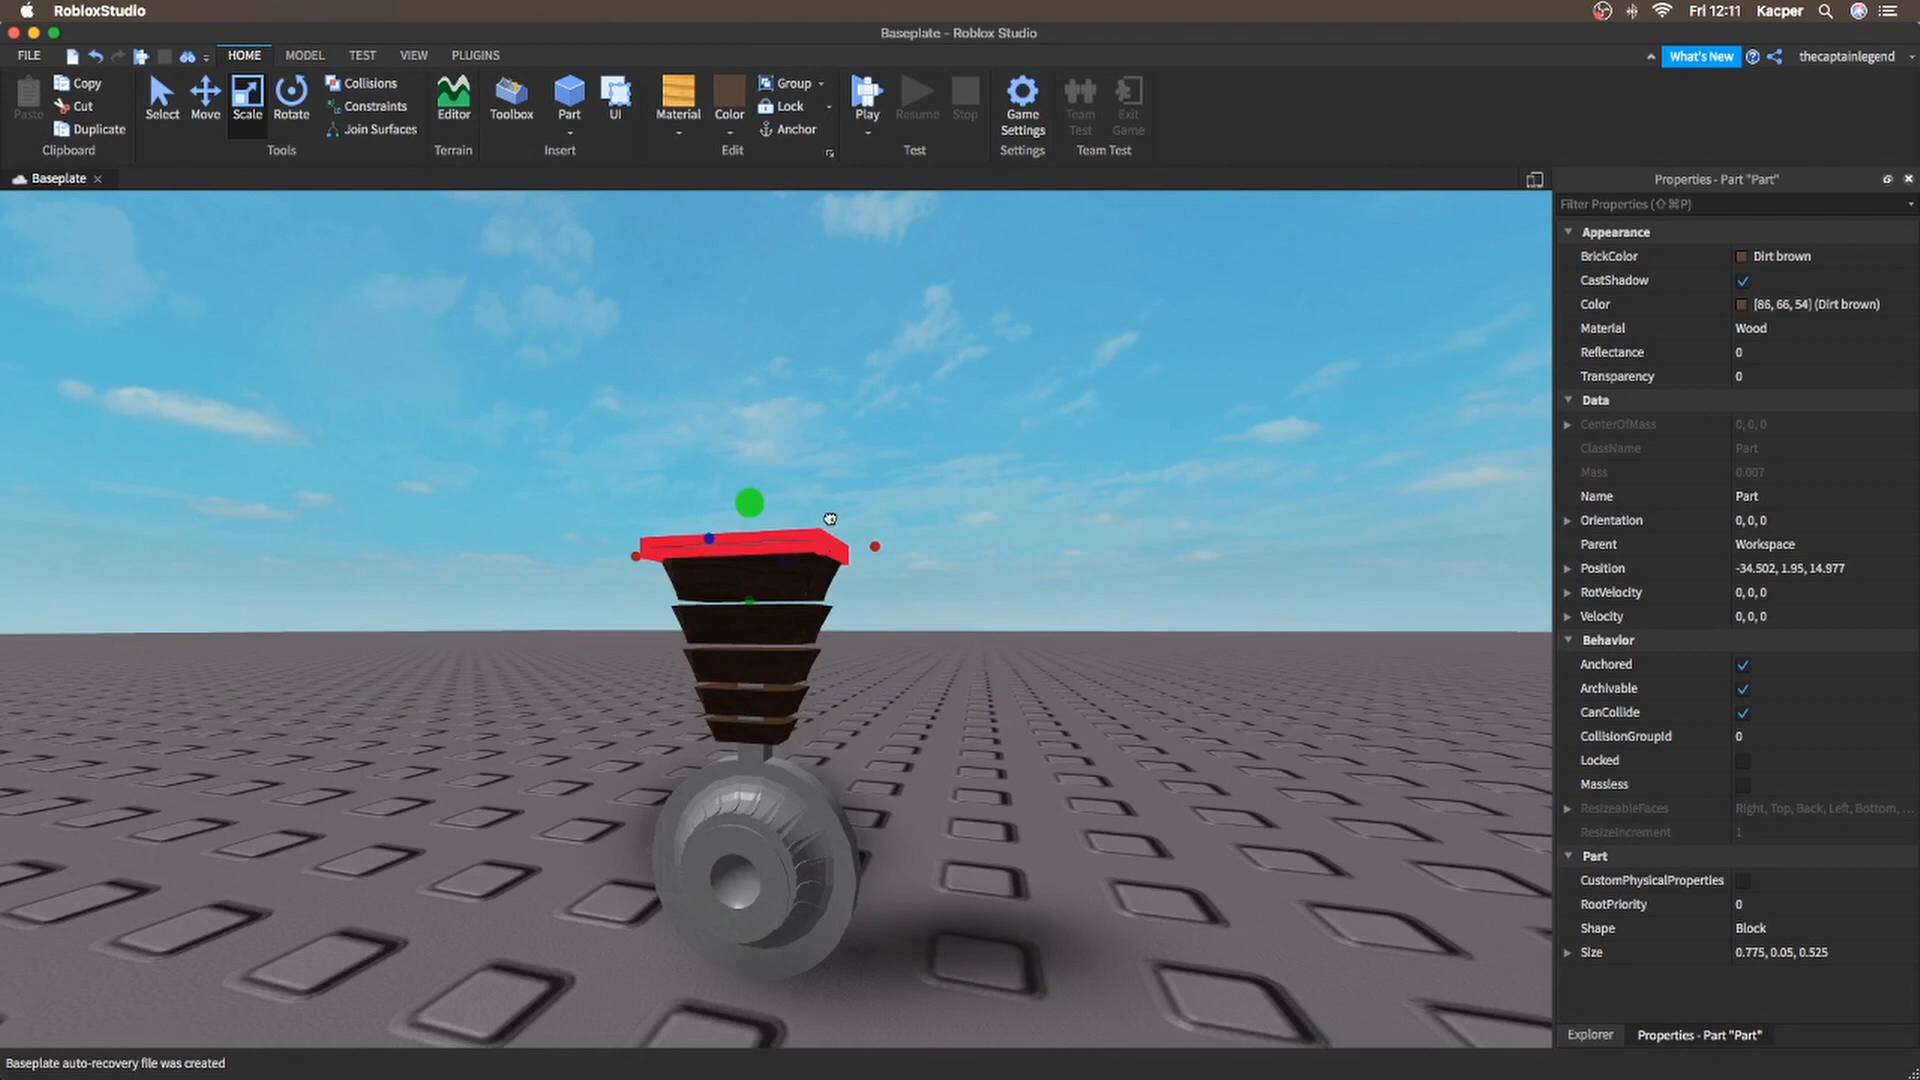 RobloxStudio
Fri 12:11 Kacper
Baseplate - Roblox Studio
FILE HOME MODEL TEST VIEW PLUGINS
What's New thecaptainlegend
Paste Copy Cut Duplicate
Select Move Scale Rotate
Collisions
Constraints
Join Surfaces
Editor Toolbox Part UI Material Color
Group
Lock
Anchor
Play Resume Stop
Game Settings
Team Test
Exit Game
Clipboard Tools Terrain Insert Edit Test Settings Team Test
Baseplate
Properties - Part "Part"
Filter Properties (⇧⌘P)
Appearance
BrickColor Dirt brown
CastShadow
Color [86, 66, 54] (Dirt brown)
Material Wood
Reflectance 0
Transparency 0
Data
CenterOfMass 0, 0, 0
ClassName Part
Mass 0.007
Name Part
Orientation 0, 0, 0
Parent Workspace
Position -34.502, 1.95, 14.977
RotVelocity 0, 0, 0
Velocity 0, 0, 0
Behavior
Anchored
Archivable
CanCollide
CollisionGroupId 0
Locked
Massless
ResizeableFaces Right, Top, Back, Left, Bottom, ...
ResizeIncrement 1
Part
CustomPhysicalProperties
RootPriority 0
Shape Block
Size 0.775, 0.05, 0.525
Explorer Properties - Part "Part"
Baseplate auto-recovery file was created